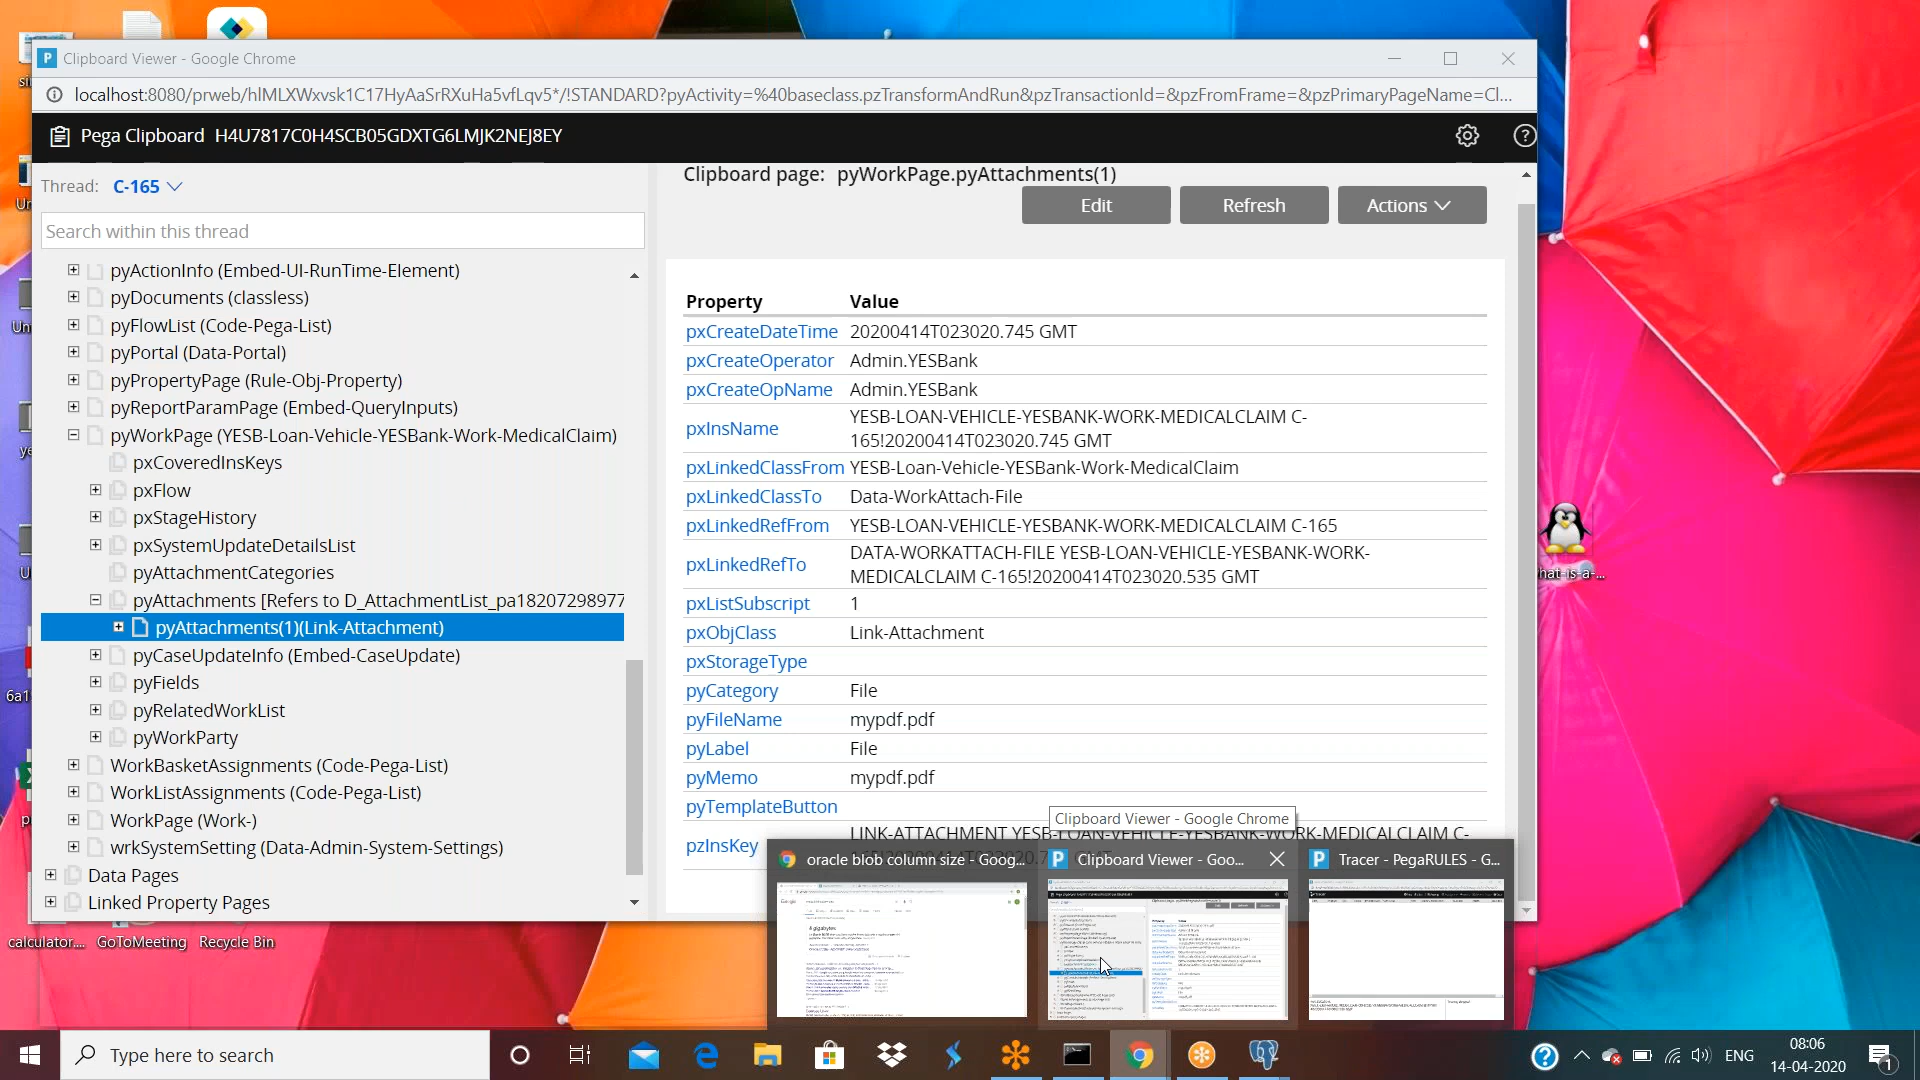 Clipboard Viewer - Google Chrome
localhost:8080/prweb/hlMLXWxvsk1C17HyAaSrRXuHa5vfLqv5*/!STANDARD?pyActivity=%40baseclass.pzTransformAndRun&pzTransactionId=&pzFromFrame=&pzPrimaryPageName=Cl...
Pega Clipboard H4U7817C0H4SCB05GDXTG6LMJK2NEJ8EY
Thread: C-165
Search within this thread
pyActionInfo (Embed-UI-RunTime-Element)
pyDocuments (classless)
pyFlowList (Code-Pega-List)
pyPortal (Data-Portal)
pyPropertyPage (Rule-Obj-Property)
pyReportParamPage (Embed-QueryInputs)
pyWorkPage (YESB-Loan-Vehicle-YESBank-Work-MedicalClaim)
pxCoveredInsKeys
pxFlow
pxStageHistory
pxSystemUpdateDetailsList
pyAttachmentCategories
pyAttachments [Refers to D_AttachmentList_pa18207298977
pyAttachments(1)(Link-Attachment)
pyCaseUpdateInfo (Embed-CaseUpdate)
pyFields
pyRelatedWorkList
pyWorkParty
WorkBasketAssignments (Code-Pega-List)
WorkListAssignments (Code-Pega-List)
WorkPage (Work-)
wrkSystemSetting (Data-Admin-System-Settings)
Data Pages
Linked Property Pages
Clipboard page: pyWorkPage.pyAttachments(1)
Edit Refresh Actions
Property Value
pxCreateDateTime 20200414T023020.745 GMT
pxCreateOperator Admin.YESBank
pxCreateOpName Admin.YESBank
pxInsName YESB-LOAN-VEHICLE-YESBANK-WORK-MEDICALCLAIM C-
165!20200414T023020.745 GMT
pxLinkedClassFrom YESB-Loan-Vehicle-YESBank-Work-MedicalClaim
pxLinkedClassTo Data-WorkAttach-File
pxLinkedRefFrom YESB-LOAN-VEHICLE-YESBANK-WORK-MEDICALCLAIM C-165
pxLinkedRefTo DATA-WORKATTACH-FILE YESB-LOAN-VEHICLE-YESBANK-WORK-
MEDICALCLAIM C-165!20200414T023020.535 GMT
pxListSubscript 1
pxObjClass Link-Attachment
pxStorageType
pyCategory File
pyFileName mypdf.pdf
pyLabel File
pyMemo mypdf.pdf
pyTemplateButton
Clipboard Viewer - Google Chrome
pzInsKey LINK-ATTACHMENT YESB-LOAN-VEHICLE-YESBANK-WORK-MEDICALCLAIM C-
oracle blob column size - Goog...
Clipboard Viewer - Goo...
Tracer - PegaRULES - G...
calculator.... GoToMeeting Recycle Bin
Type here to search
ENG
08:06
14-04-2020
1